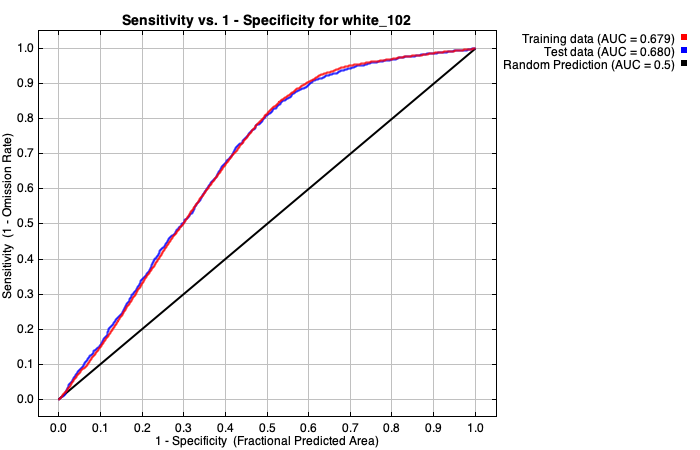 Sensitivity vs. 1 - Specificity for white_102
Training data (AUC = 0.679)
Test data (AUC = 0.680)
Random Prediction (AUC = 0.5)
Sensitivity (1 - Omission Rate)
1.0
0.9
0.8
0.7
0.6
0.5
0.4
0.3
0.2
0.1
0.0
0.0 0.1 0.2 0.3 0.4 0.5 0.6 0.7 0.8 0.9 1.0
1 - Specificity (Fractional Predicted Area)